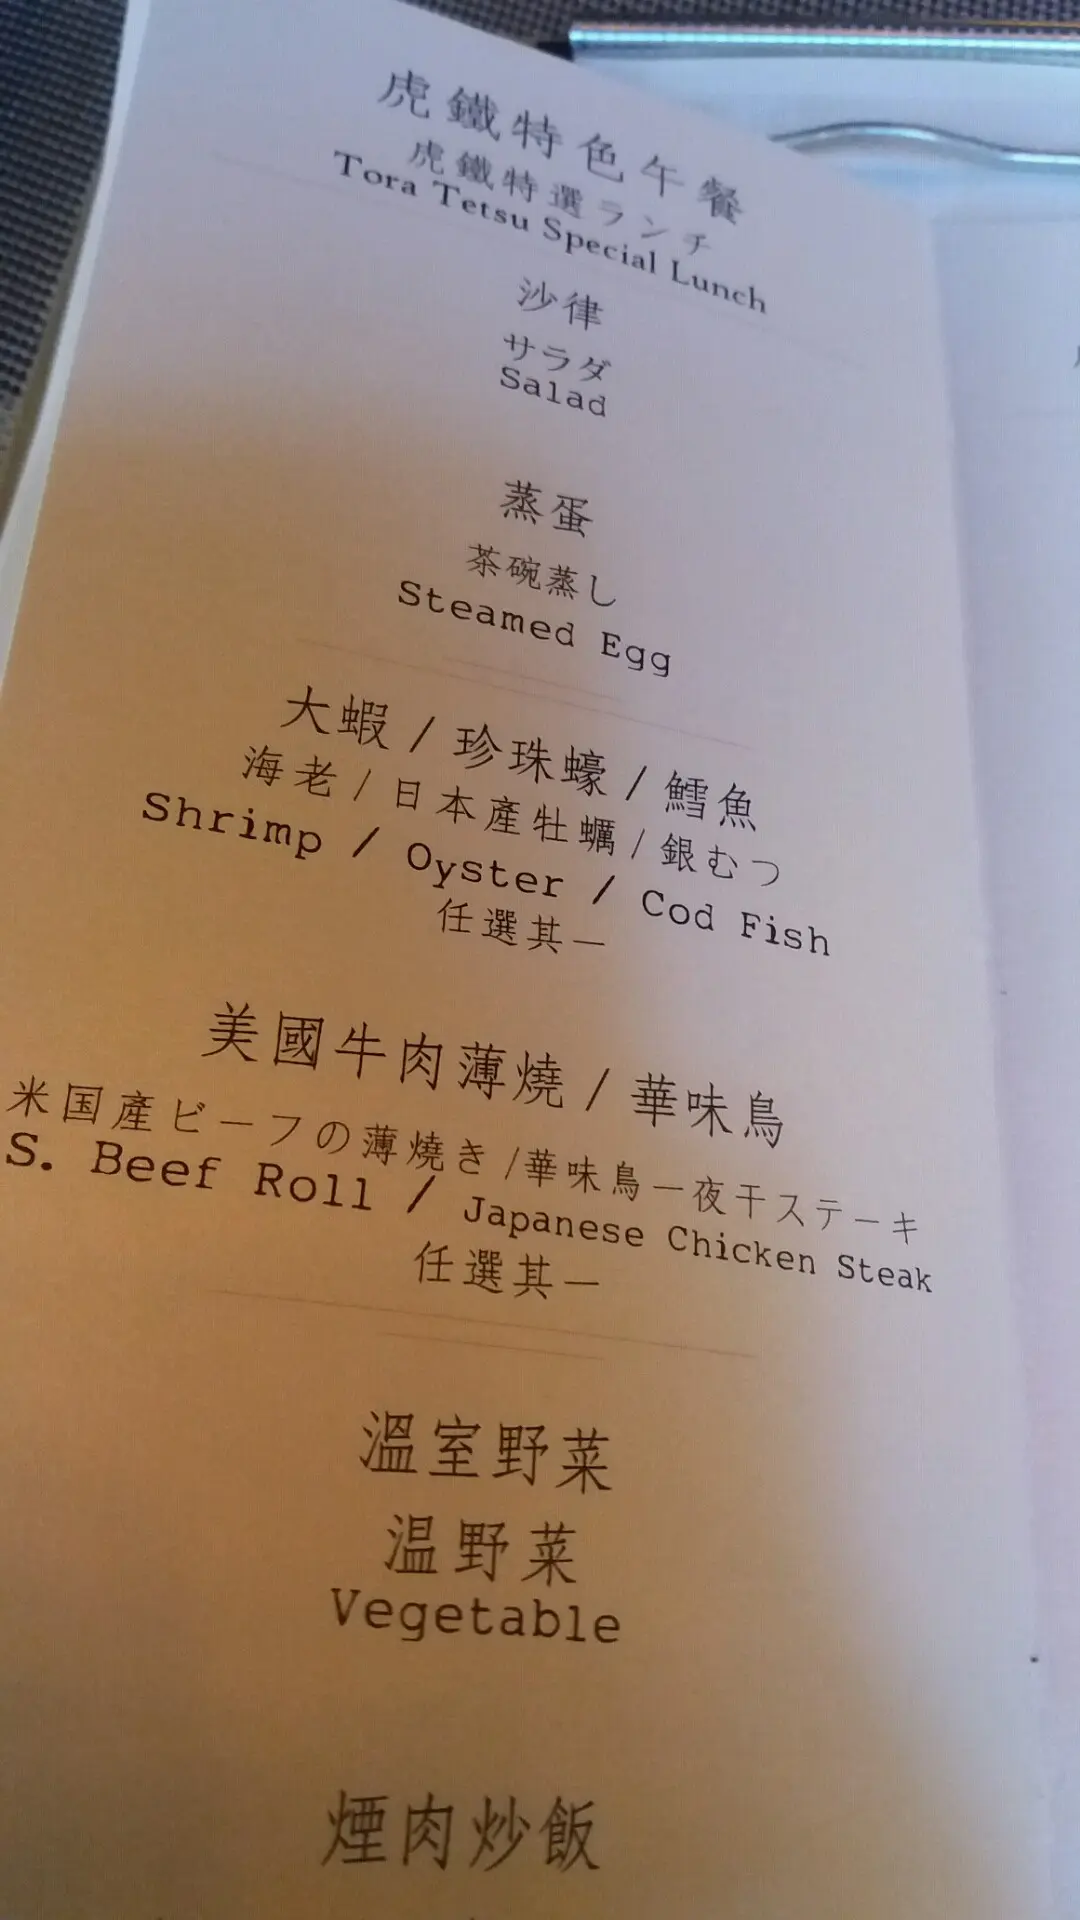 虎鐵特色午餐
虎鐵特選ランチ
Tora Tetsu Special Lunch
沙律
サラダ
Salad
蒸蛋
茶碗蒸し
Steamed Egg
大蝦 / 珍珠蠔 / 鱈魚
海老 / 日本產牡蠣 / 銀むつ
Shrimp / Oyster / Cod Fish
任選其一
美國牛肉薄燒 / 華味鳥
米国産ビーフの薄燒き /華味鳥一夜干ステーキ
S. Beef Roll / Japanese Chicken Steak
任選其一
溫室野菜
温野菜
Vegetable
煙肉炒飯